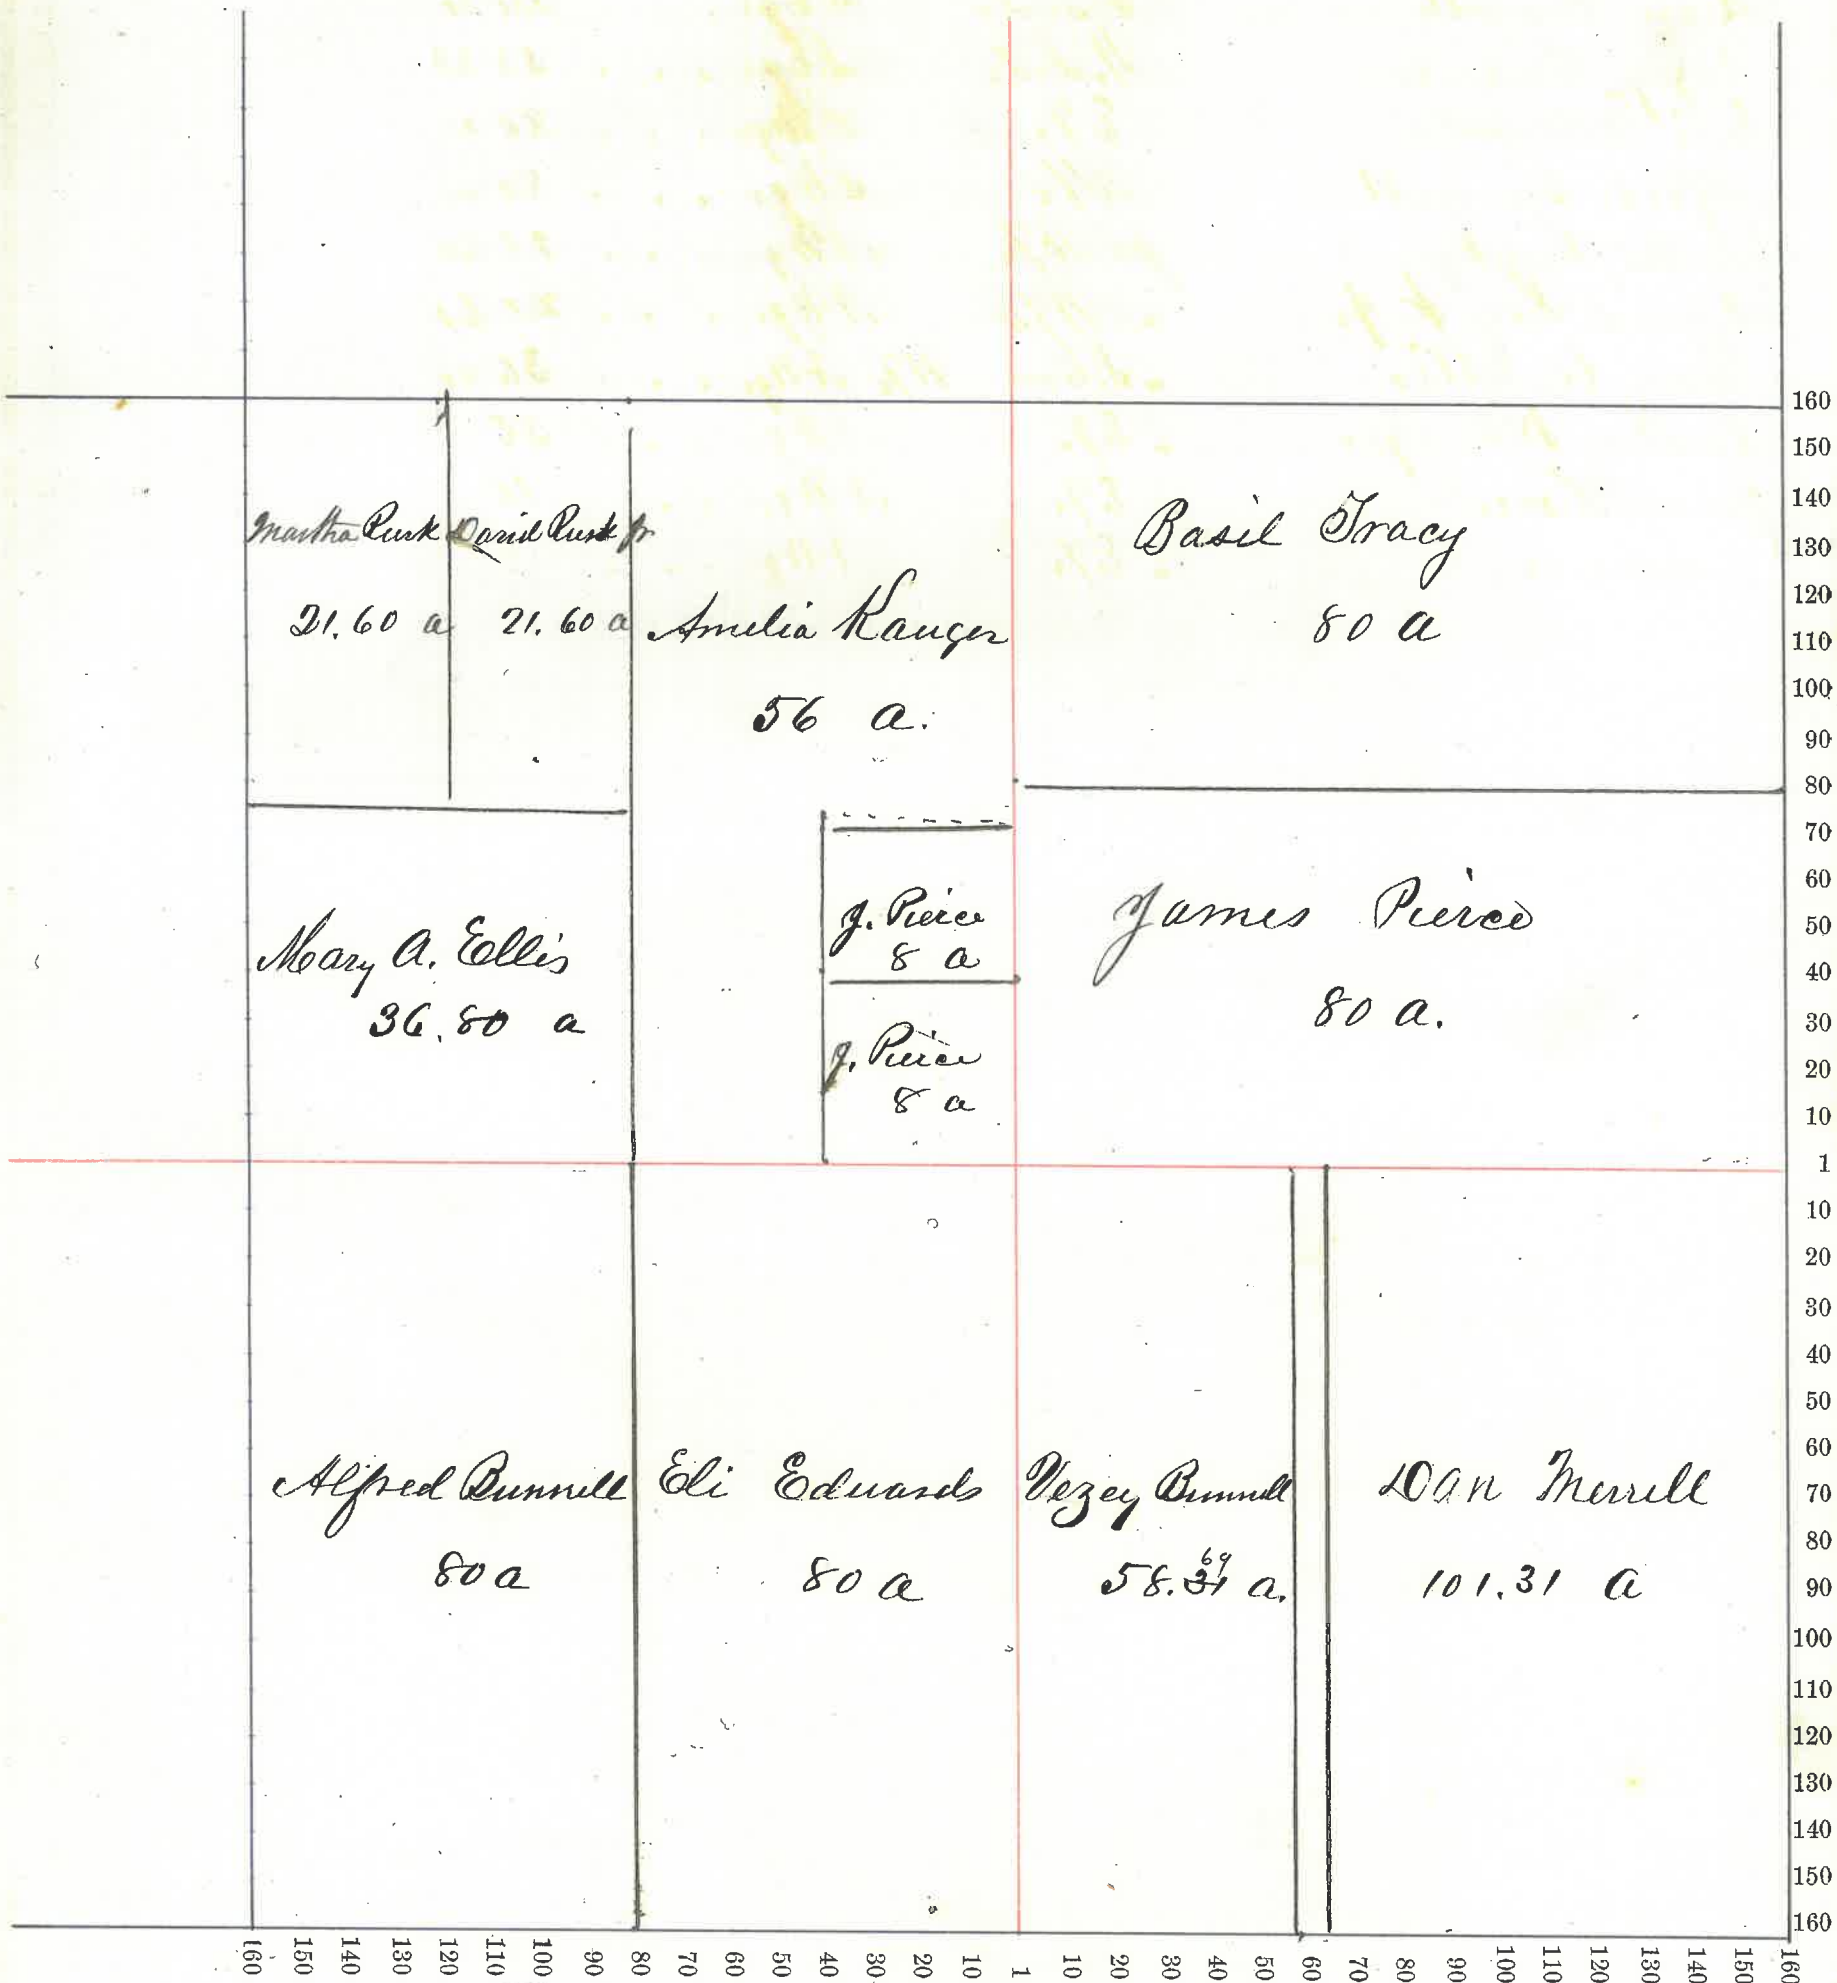 Martha Rusk
21.60 a
David Rusk Jr
21.60 a
Amelia Kauger
56 a.
Basil Tracy
80 a
Mary A. Ellis
36.80 a
J. Pierce
8 a
J. Pierce
8 a
James Pierce
80 a.
Alfred Bunnell
80 a
Eli Edwards
80 a
Vezey Bunnell
69
58.31 a.
Dan Merrell
101.31 a
160
150
140
130
120
110
100
90
80
70
60
50
40
30
20
10
1
10
20
30
40
50
60
70
80
90
100
110
120
130
140
150
160
160 150 140 130 120 110 100 90 80 70 60 50 40 30 20 10 1 10 20 30 40 50 60 70 80 90 100 110 120 130 140 150 160